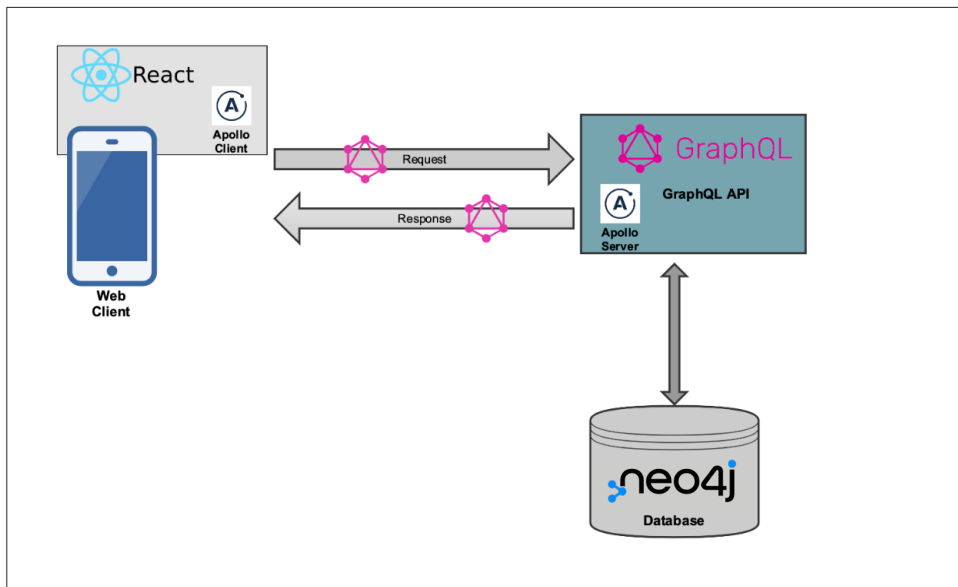 React
Apollo
Client
Web
Client
Request
Response
GraphQL
GraphQL API
Apollo
Server
neo4j
Database